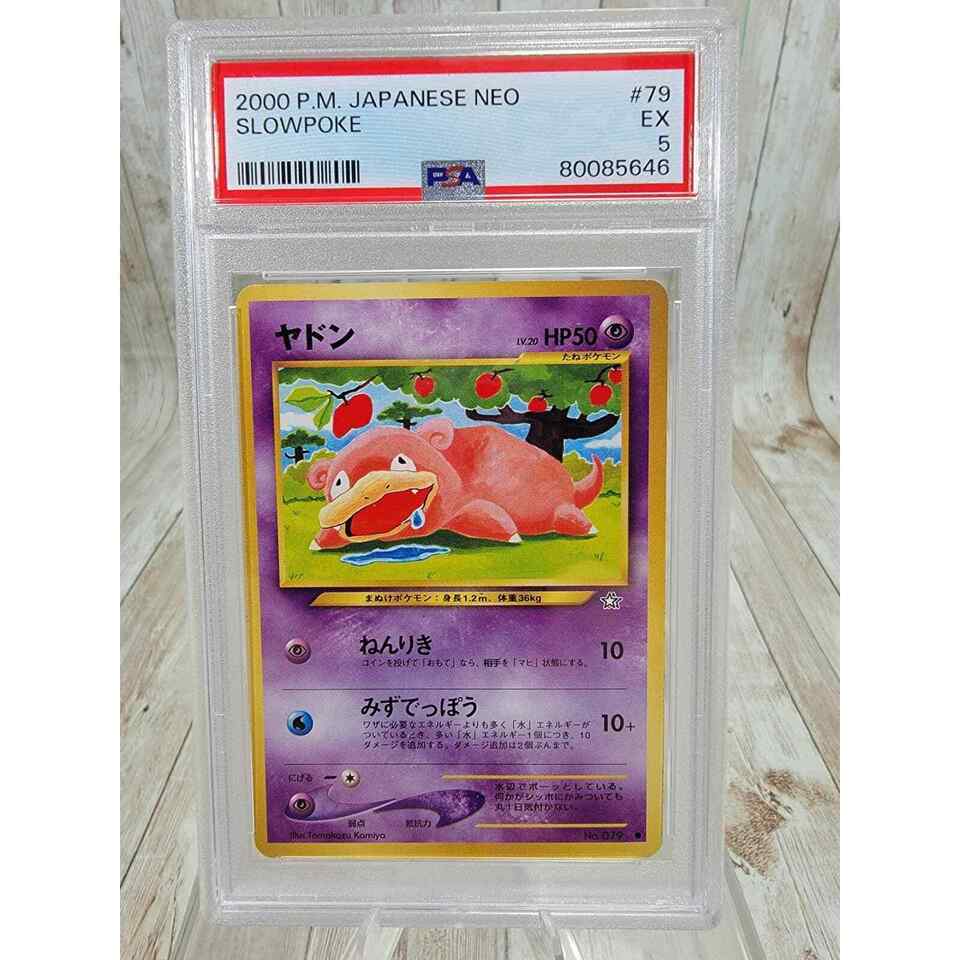 2000 P.M. JAPANESE NEO #79
SLOWPOKE EX
5
PSA 80085646
ヤドン LV.20 HP50
たねポケモン
まぬけポケモン：身長1.2m、体重36kg
ねんりき 10
コインを投げて「おもて」なら、相手を「マヒ」状態にする。
みずでっぽう 10+
ワザに必要なエネルギーよりも多く「水」エネルギーが
ついているとき、多い「水」エネルギー1個につき、10
ダメージを追加する。ダメージ追加は2個ぶんまで。
にげる
水辺でボーッとしている。
何かがシッポにかみついても
丸1日気付かない。
弱点 抵抗力
Illus.Tomokazu Komiya No.079